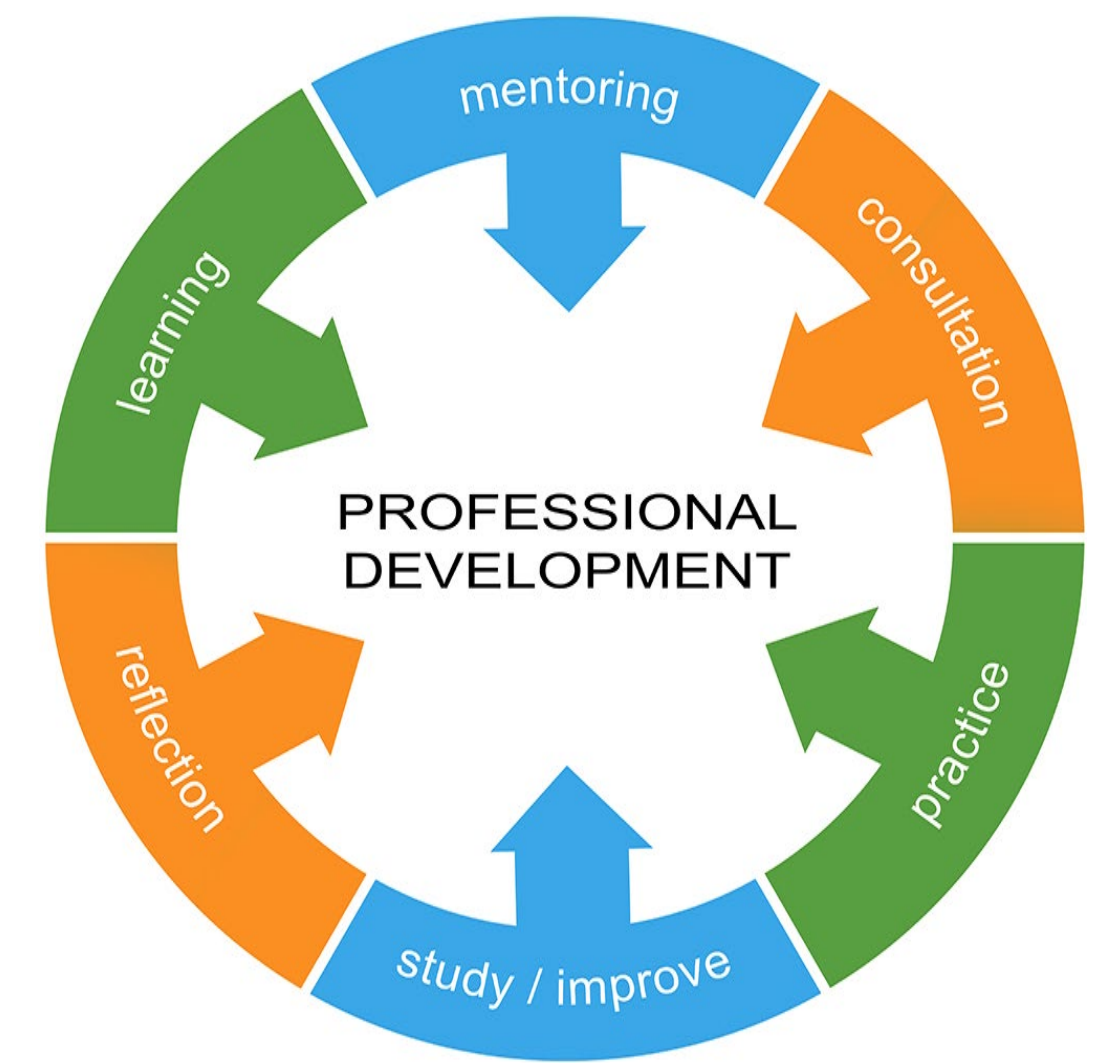 mentoring
consultation
practice
study / improve
reflection
learning
PROFESSIONAL
DEVELOPMENT